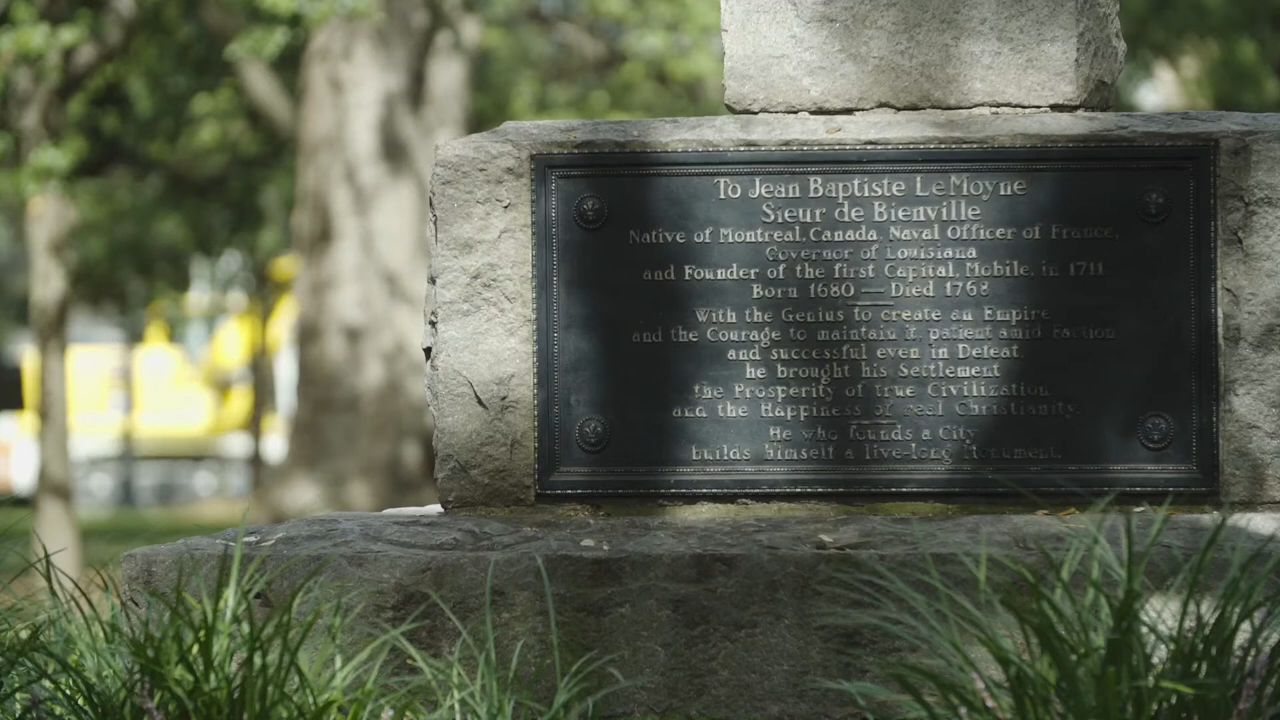 To Jean Baptiste LeMoyne
Sieur de Bienville
Native of Montreal, Canada, Naval Officer of France,
Governor of Louisiana
and Founder of the first Capital, Mobile, in 1711
Born 1680 — Died 1768
With the Genius to create an Empire
and the Courage to maintain it, patient amid Faction
and successful even in Defeat,
he brought his Settlement
the Prosperity of true Civilization
and the Happiness of real Christianity.
He who founds a City
builds himself a live-long Monument.